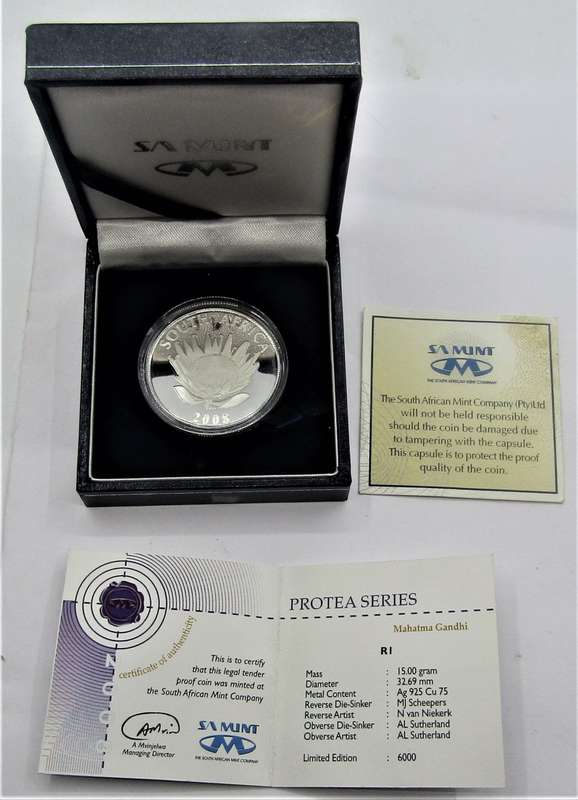 SA MINT
SOUTH AFRICA
2008
SA MINT
THE SOUTH AFRICAN MINT COMPANY
The South African Mint Company (Pty)Ltd
will not be held responsible
should the coin be damaged due
to tampering with the capsule.
This capsule is to protect the proof
quality of the coin.
certificate of authenticity
This is to certify
that this legal tender
proof coin was minted at
the South African Mint Company
A Mvinjelwa
Managing Director
SA MINT
THE SOUTH AFRICAN MINT COMPANY
PROTEA SERIES
Mahatma Gandhi
R1
Mass : 15.00 gram
Diameter : 32.69 mm
Metal Content : Ag 925 Cu 75
Reverse Die-Sinker : MJ Scheepers
Reverse Artist : N van Niekerk
Obverse Die-Sinker : AL Sutherland
Obverse Artist : AL Sutherland
Limited Edition : 6000